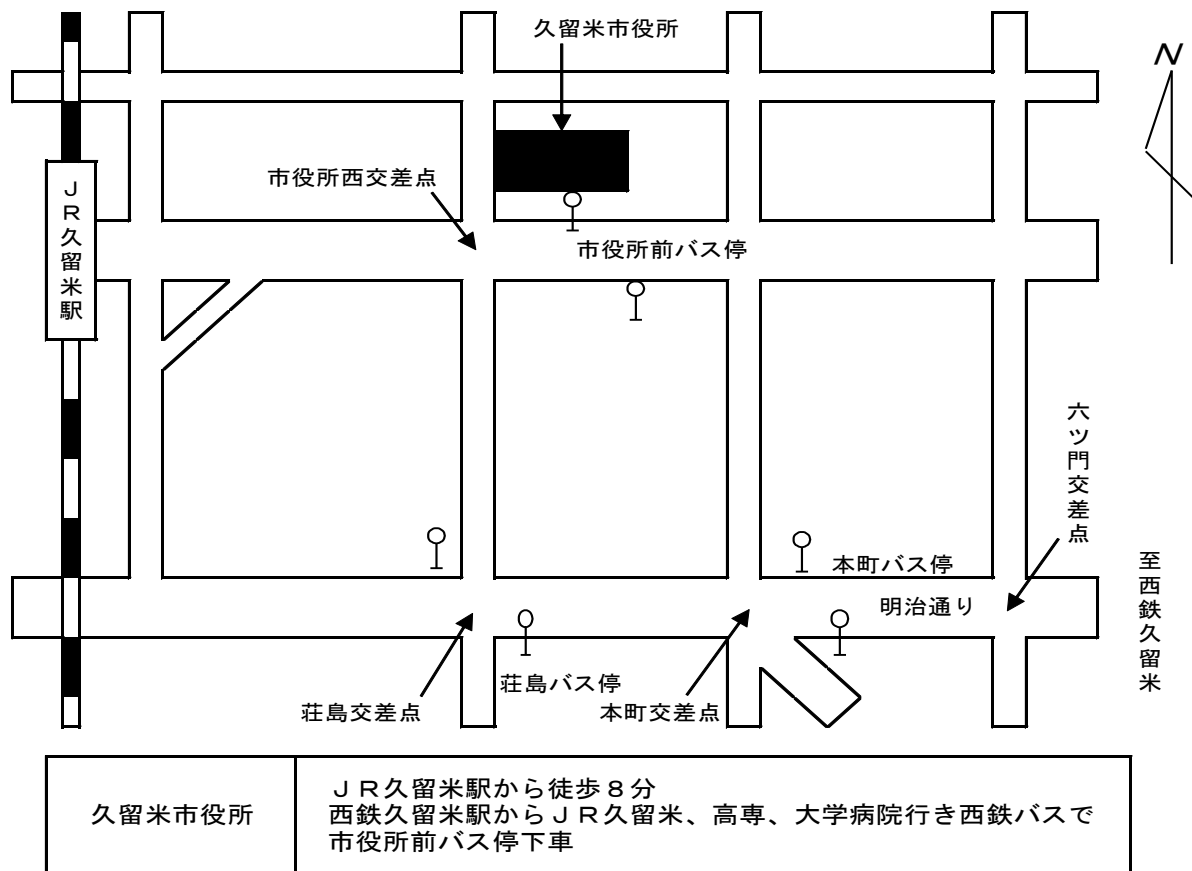 久留米市役所
N
市役所西交差点
ＪＲ久留米駅
市役所前バス停
六ツ門交差点
本町バス停
明治通り
至西鉄久留米
荘島バス停
荘島交差点
本町交差点
久留米市役所
ＪＲ久留米駅から徒歩８分
西鉄久留米駅からＪＲ久留米、高専、大学病院行き西鉄バスで
市役所前バス停下車